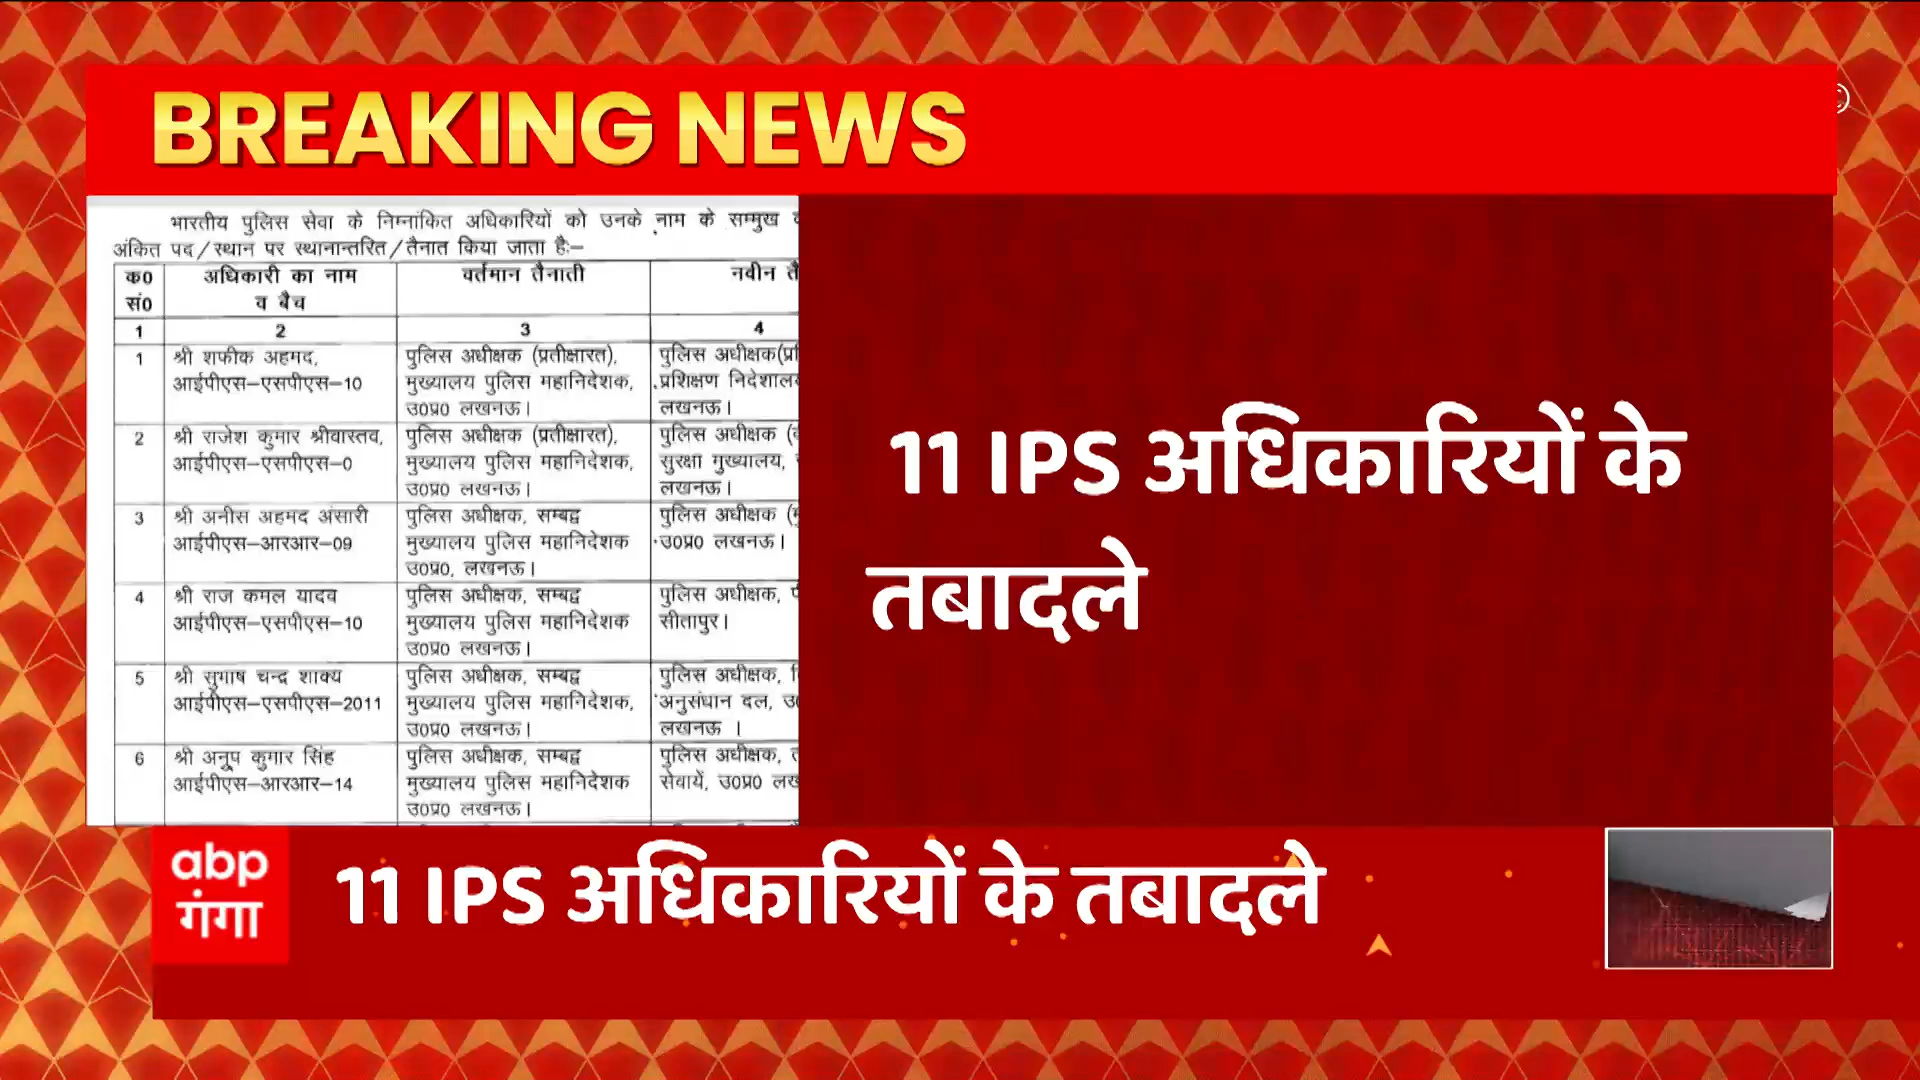 BREAKING NEWS
भारतीय पुलिस सेवा के निम्नांकित अधिकारियों को उनके नाम के सम्मुख
अंकित पद/स्थान पर स्थानान्तरित/तैनात किया जाता है:-
क0 सं0
अधिकारी का नाम व बैच
वर्तमान तैनाती
नवीन
1 2 3 4
1
श्री शफीक अहमद,
आईपीएस-एसपीएस-10
पुलिस अधीक्षक (प्रतीक्षारत),
मुख्यालय पुलिस महानिदेशक,
उ0प्र0 लखनऊ।
पुलिस अधीक्षक
प्रशिक्षण
लखनऊ।
2
श्री राजेश कुमार श्रीवास्तव,
आईपीएस-एसपीएस-0
पुलिस अधीक्षक (प्रतीक्षारत),
मुख्यालय पुलिस महानिदेशक,
उ0प्र0 लखनऊ।
पुलिस अधीक्षक
सुरक्षा मुख्यालय,
लखनऊ।
3
श्री अनीस अहमद अंसारी
आईपीएस-आरआर-09
पुलिस अधीक्षक, सम्बद्व
मुख्यालय पुलिस महानिदेशक
उ0प्र0, लखनऊ।
पुलिस अधीक्षक
उ0प्र0 लखनऊ।
4
श्री राज कमल यादव
आईपीएस-एसपीएस-10
पुलिस अधीक्षक, सम्बद्व
मुख्यालय पुलिस महानिदेशक
उ0प्र0 लखनऊ।
पुलिस अधीक्षक,
सीतापुर।
5
श्री सुभाष चन्द्र शाक्य
आईपीएस-एसपीएस-2011
पुलिस अधीक्षक, सम्बद्व
मुख्यालय पुलिस महानिदेशक,
उ0प्र0 लखनऊ।
पुलिस अधीक्षक,
अनुसंधान दल,
लखनऊ ।
6
श्री अनूप कुमार सिंह
आईपीएस-आरआर-14
पुलिस अधीक्षक, सम्बद्व
मुख्यालय पुलिस महानिदेशक
उ0प्र0 लखनऊ।
पुलिस अधीक्षक,
सेवायें, उ0प्र0
11 IPS अधिकारियों के
तबादले
abp
गंगा
11 IPS अधिकारियों के तबादले